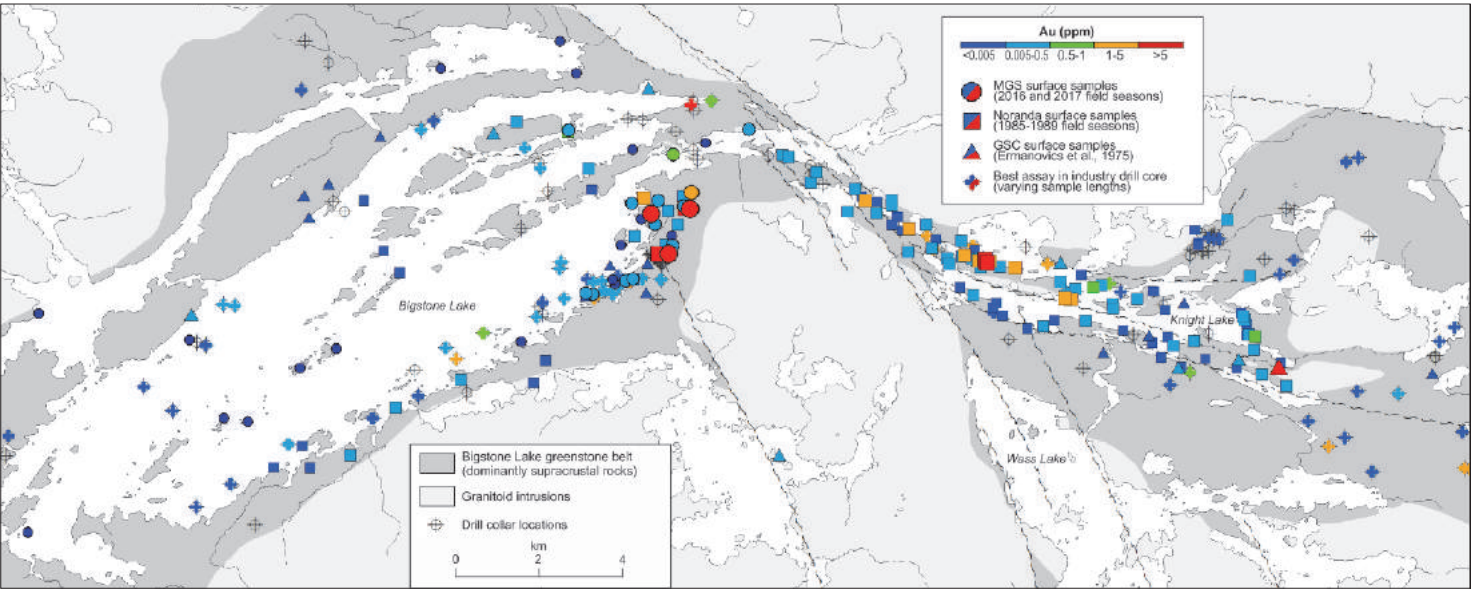 Au (ppm)
<0.005 0.005-0.5 0.5-1 1-5 >5
MGS surface samples
(2016 and 2017 field seasons)
Noranda surface samples
(1985-1989 field seasons)
GSC surface samples
(Ermanovics et al., 1975)
Best assay in industry drill core
(varying sample lengths)
Bigstone Lake
Knight Lake
Wass Lake
Bigstone Lake greenstone belt
(dominantly supracrustal rocks)
Granitoid intrusions
Drill collar locations
km
0 2 4